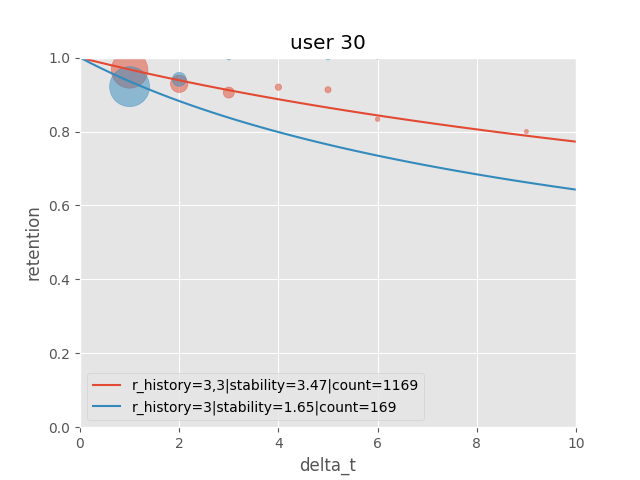 user 30
1.0
0.8
0.6
0.4
0.2
0.0
retention
r_history=3,3|stability=3.47|count=1169
r_history=3|stability=1.65|count=169
0
2
4
6
8
10
delta_t